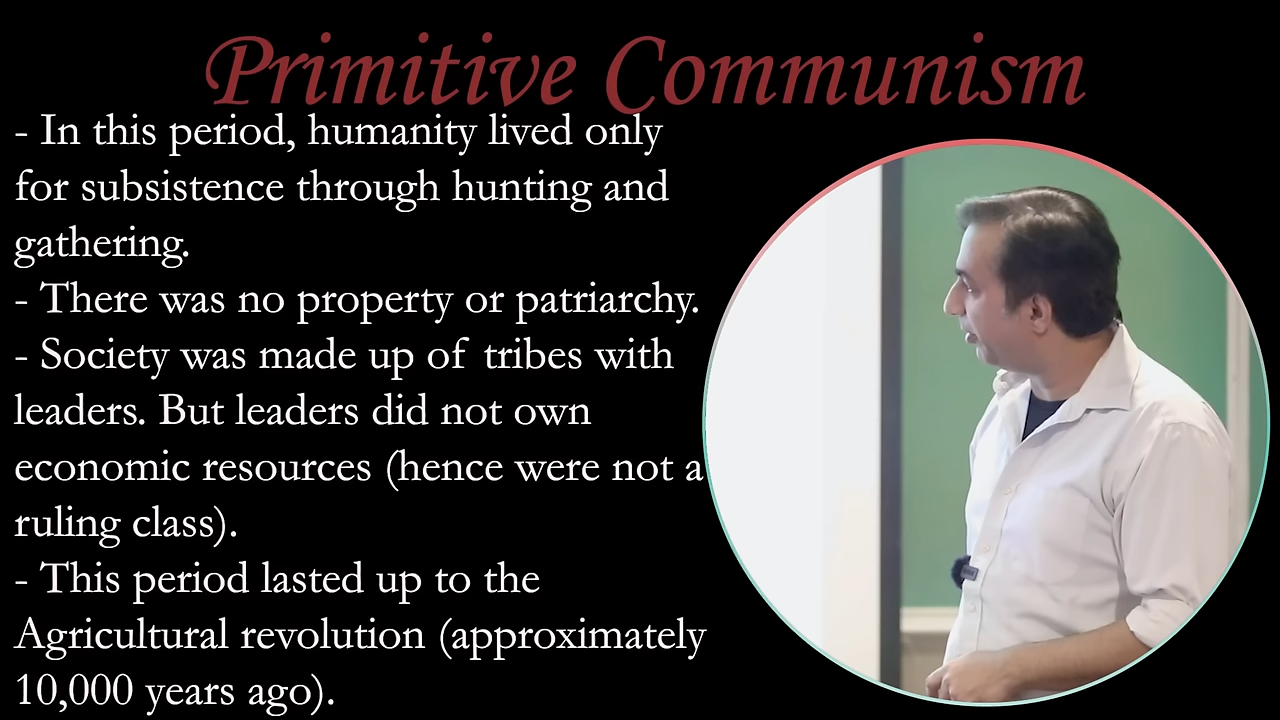 Primitive Communism
- In this period, humanity lived only
for subsistence through hunting and
gathering.
- There was no property or patriarchy.
- Society was made up of tribes with
leaders. But leaders did not own
economic resources (hence were not a
ruling class).
- This period lasted up to the
Agricultural revolution (approximately
10,000 years ago).